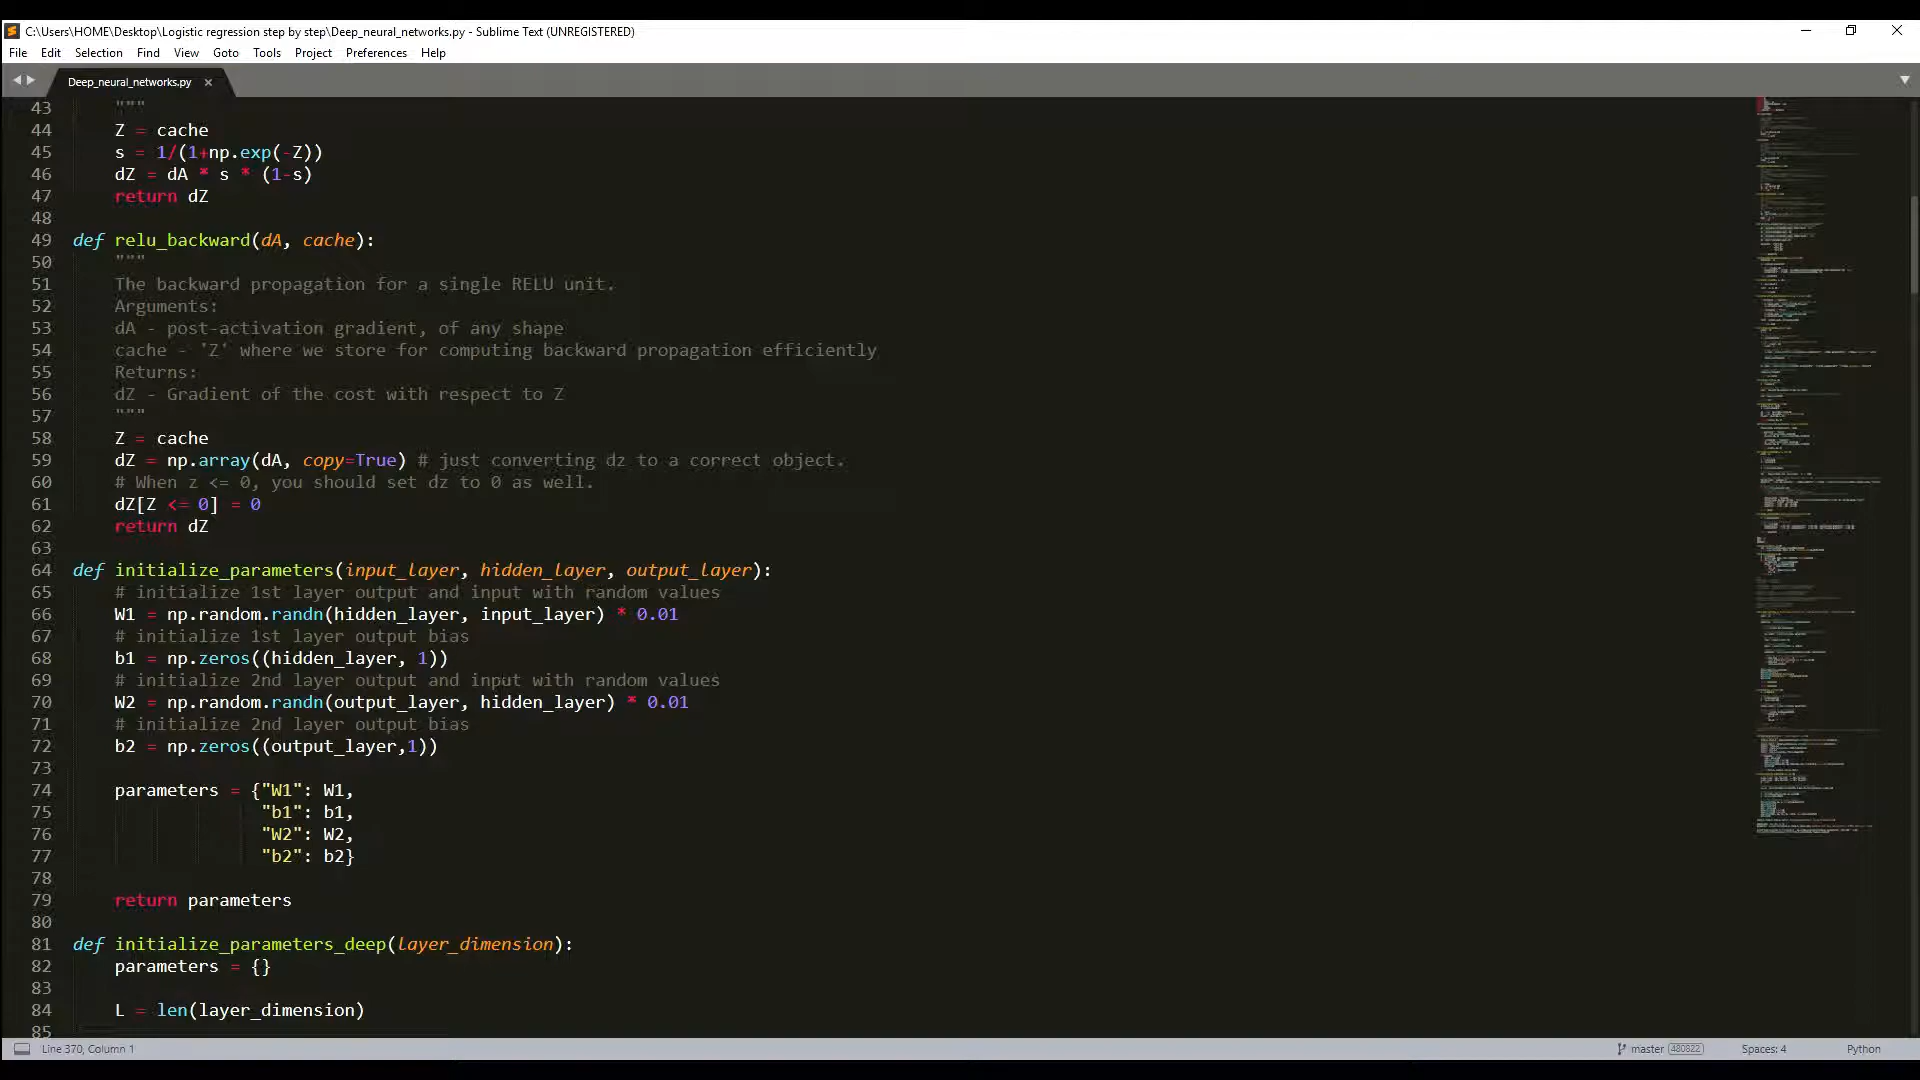 C:\Users\HOME\Desktop\Logistic regression step by step\Deep_neural_networks.py - Sublime Text (UNREGISTERED)
File Edit Selection Find View Goto Tools Project Preferences Help
Deep_neural_networks.py ×
43 """
44 Z = cache
45 s = 1/(1+np.exp(-Z))
46 dZ = dA * s * (1-s)
47 return dZ
48
49 def relu_backward(dA, cache):
50 """
51 The backward propagation for a single RELU unit.
52 Arguments:
53 dA - post-activation gradient, of any shape
54 cache - 'Z' where we store for computing backward propagation efficiently
55 Returns:
56 dZ - Gradient of the cost with respect to Z
57 """
58 Z = cache
59 dZ = np.array(dA, copy=True) # just converting dz to a correct object.
60 # When z <= 0, you should set dz to 0 as well.
61 dZ[Z <= 0] = 0
62 return dZ
63
64 def initialize_parameters(input_layer, hidden_layer, output_layer):
65 # initialize 1st layer output and input with random values
66 W1 = np.random.randn(hidden_layer, input_layer) * 0.01
67 # initialize 1st layer output bias
68 b1 = np.zeros((hidden_layer, 1))
69 # initialize 2nd layer output and input with random values
70 W2 = np.random.randn(output_layer, hidden_layer) * 0.01
71 # initialize 2nd layer output bias
72 b2 = np.zeros((output_layer,1))
73
74 parameters = {"W1": W1,
75 "b1": b1,
76 "W2": W2,
77 "b2": b2}
78
79 return parameters
80
81 def initialize_parameters_deep(layer_dimension):
82 parameters = {}
83
84 L = len(layer_dimension)
85
Line 370, Column 1 master 480822 Spaces: 4 Python